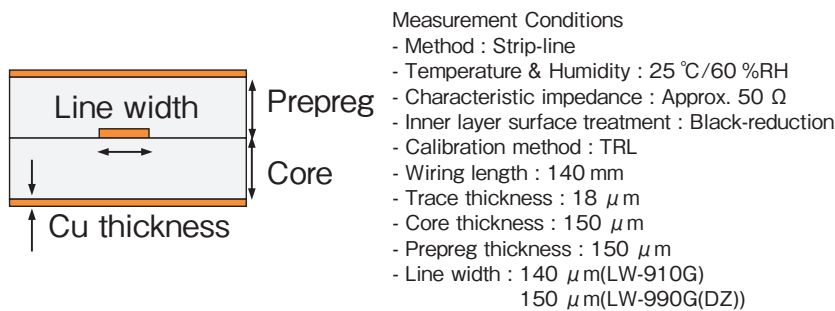 Line width
Prepreg
Core
Cu thickness
Measurement Conditions
- Method : Strip-line
- Temperature & Humidity : 25 ℃/60 %RH
- Characteristic impedance : Approx. 50 Ω
- Inner layer surface treatment : Black-reduction
- Calibration method : TRL
- Wiring length : 140 mm
- Trace thickness : 18 μm
- Core thickness : 150 μm
- Prepreg thickness : 150 μm
- Line width : 140 μm(LW-910G)
150 μm(LW-990G(DZ))